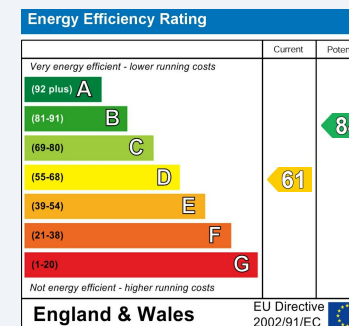 Energy Efficiency Rating
Current
Very energy efficient - lower running costs
(92 plus) A
(81-91) B
(69-80) C
(55-68) D
61
(39-54) E
(21-38) F
(1-20) G
Not energy efficient - higher running costs
England & Wales
EU Directive
2002/91/EC